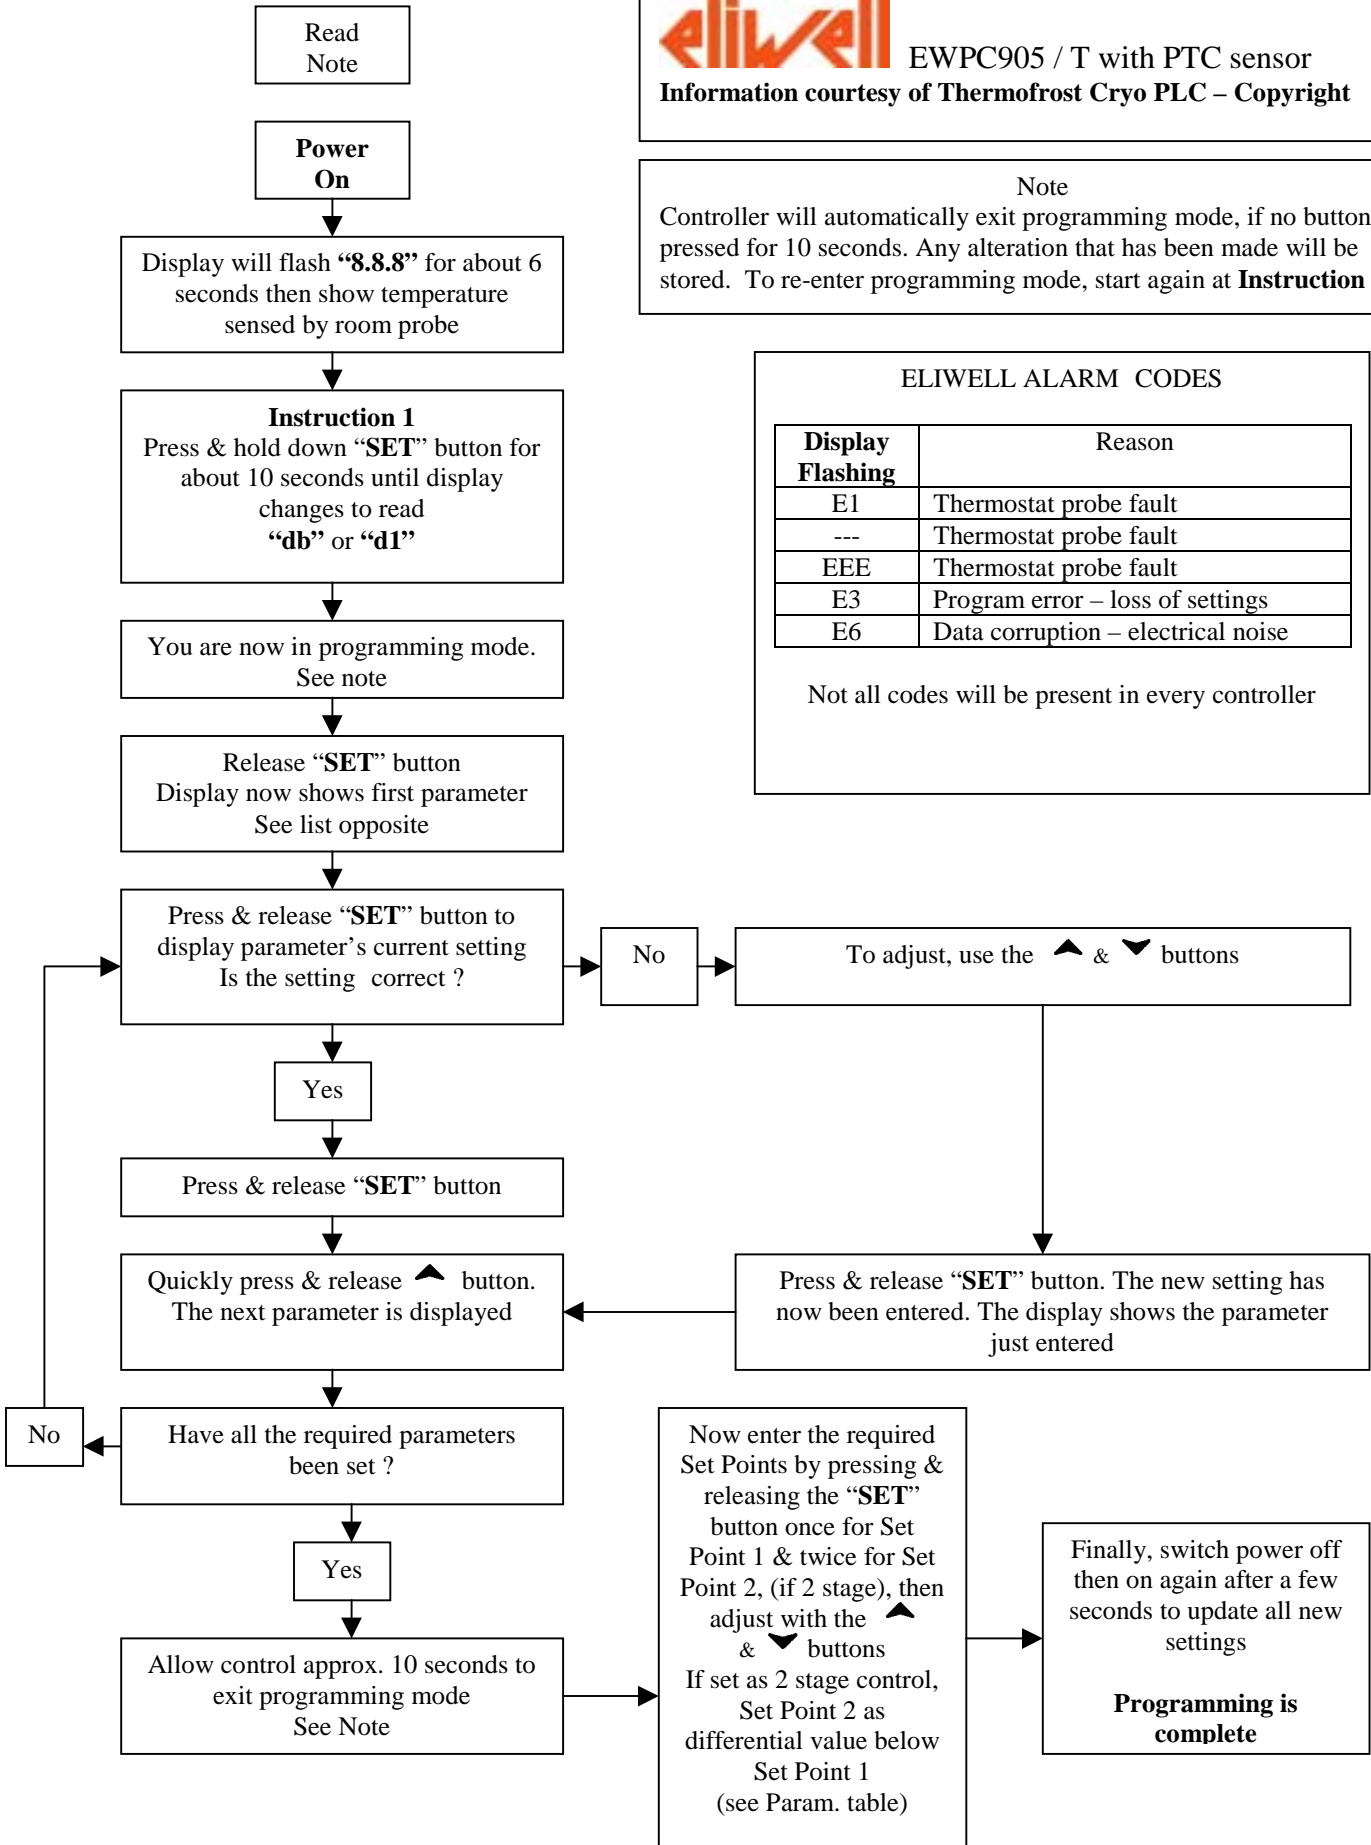 Read
Note
eliwell
EWPC905 / T with PTC sensor
Information courtesy of Thermofrost Cryo PLC – Copyright
Power
On
Note
Controller will automatically exit programming mode, if no button
pressed for 10 seconds. Any alteration that has been made will be
stored. To re-enter programming mode, start again at Instruction
Display will flash “8.8.8” for about 6
seconds then show temperature
sensed by room probe
ELIWELL ALARM CODES
Display Reason
Flashing
E1 Thermostat probe fault
--- Thermostat probe fault
EEE Thermostat probe fault
E3 Program error – loss of settings
E6 Data corruption – electrical noise
Not all codes will be present in every controller
Instruction 1
Press & hold down “SET” button for
about 10 seconds until display
changes to read
“db” or “d1”
You are now in programming mode.
See note
Release “SET” button
Display now shows first parameter
See list opposite
Press & release “SET” button to
display parameter’s current setting
Is the setting correct ?
No
To adjust, use the & buttons
Yes
Press & release “SET” button
Quickly press & release button.
The next parameter is displayed
Press & release “SET” button. The new setting has
now been entered. The display shows the parameter
just entered
No
Have all the required parameters
been set ?
Yes
Allow control approx. 10 seconds to
exit programming mode
See Note
Now enter the required
Set Points by pressing &
releasing the “SET”
button once for Set
Point 1 & twice for Set
Point 2, (if 2 stage), then
adjust with the
& buttons
If set as 2 stage control,
Set Point 2 as
differential value below
Set Point 1
(see Param. table)
Finally, switch power off
then on again after a few
seconds to update all new
settings
Programming is
complete